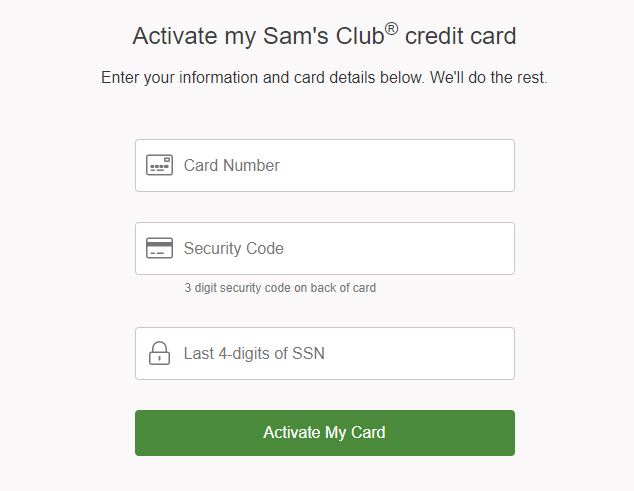 Activate my Sam's Club® credit card
Enter your information and card details below. We'll do the rest.
Card Number
Security Code
3 digit security code on back of card
Last 4-digits of SSN
Activate My Card